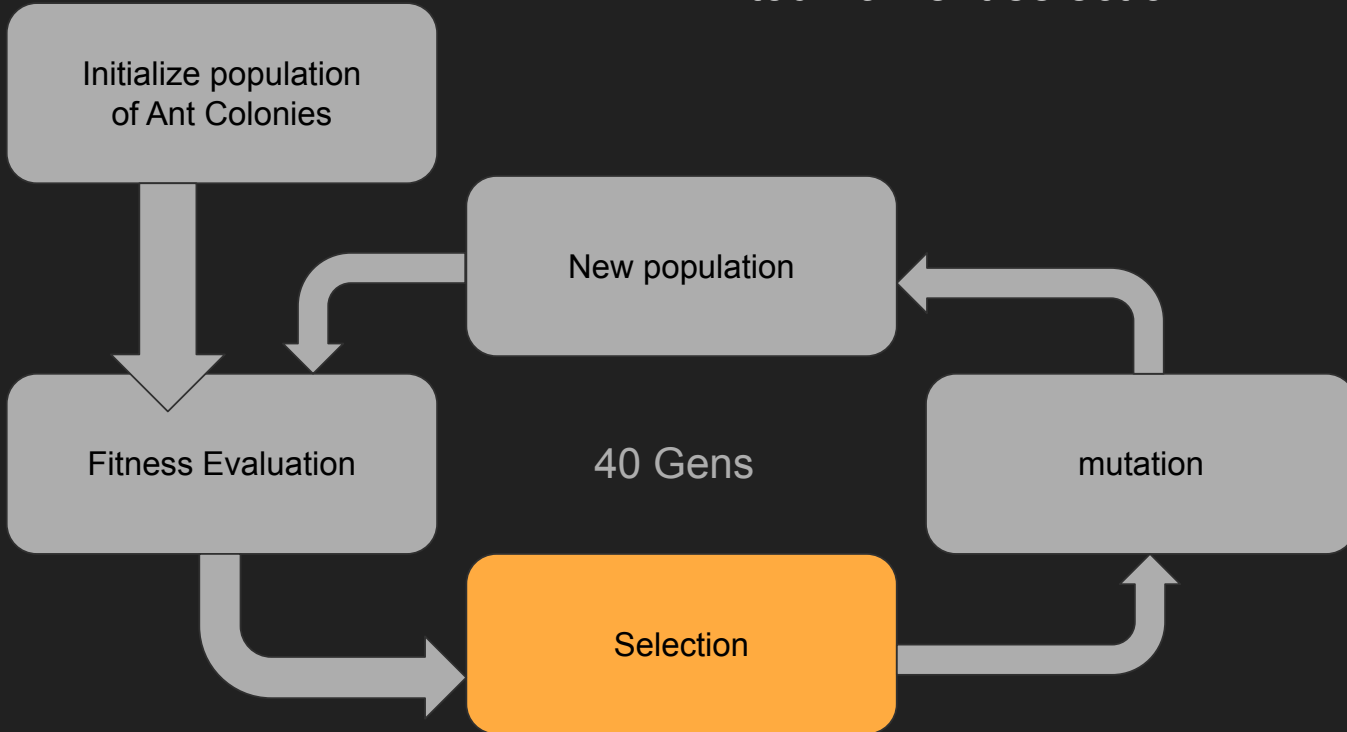 Initialize population
of Ant Colonies
New population
Fitness Evaluation
40 Gens
mutation
Selection